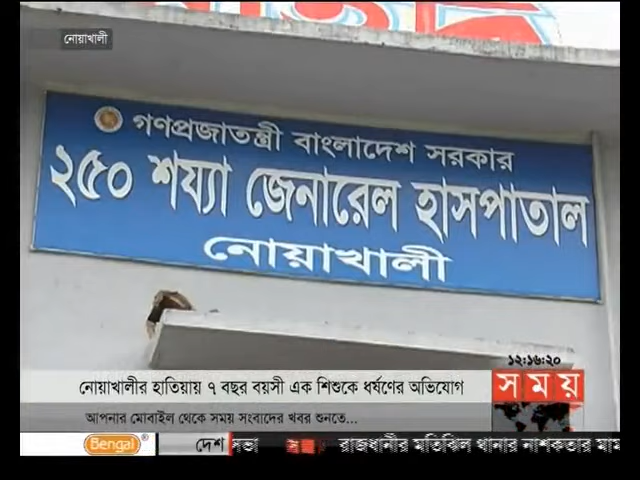 নোয়াখালী
গণপ্রজাতন্ত্রী বাংলাদেশ সরকার
২৫০ শয্যা জেনারেল হাসপাতাল
নোয়াখালী
১২:১৬:২০
নোয়াখালীর হাতিয়ায় ৭ বছর বয়সী এক শিশুকে ধর্ষণের অভিযোগ
সময়
আপনার মোবাইল থেকে সময় সংবাদের খবর শুনতে...
Bengal® দেশ সভা রাজধানীর মতিঝিল থানার নাশকতার মাম